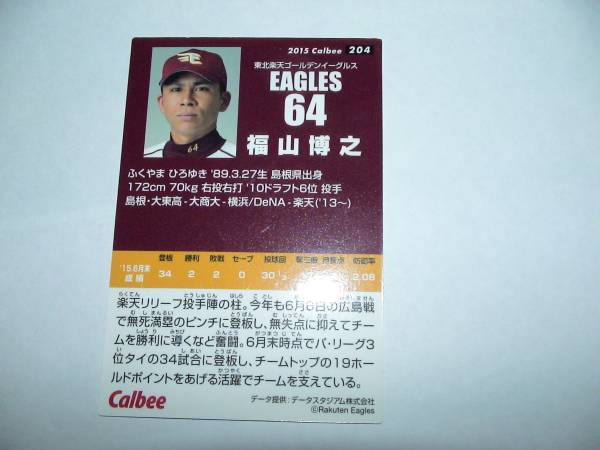 2015 Calbee 204
東北楽天ゴールデンイーグルス
EAGLES
64
福山博之
ふくやま ひろゆき '89.3.27生 島根県出身
172cm 70kg 右投右打 '10ドラフト6位 投手
島根・大東高 - 大商大 - 横浜/DeNA - 楽天('13～)
登板 勝利 敗戦 セーブ 投球回 防御率
'15.6月末成績 34 2 2 0 30 2.08
楽天リリーフ投手陣の柱。今年も6月6日の広島戦
で無死満塁のピンチに登板し、無失点に抑えてチー
ムを勝利に導くなど奮闘。6月末時点でパ・リーグ3
位タイの34試合に登板し、チームトップの19ホー
ルドポイントをあげる活躍でチームを支えている。
Calbee
データ提供：データスタジアム株式会社
©Rakuten Eagles
64